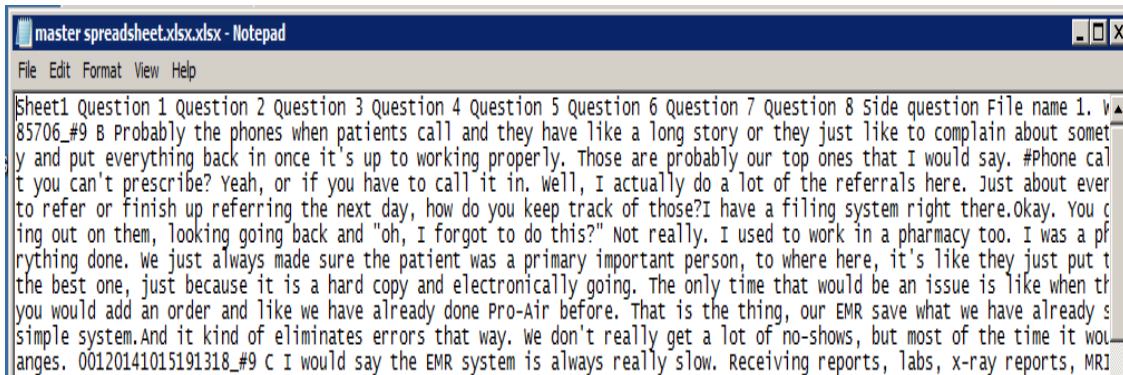 master spreadsheet.xlsx.xlsx - Notepad
File Edit Format View Help
Sheet1 Question 1 Question 2 Question 3 Question 4 Question 5 Question 6 Question 7 Question 8 Side question File name 1.
85706_#9 B Probably the phones when patients call and they have like a long story or they just like to complain about somet
y and put everything back in once it's up to working properly. Those are probably our top ones that I would say. #Phone cal
t you can't prescribe? Yeah, or if you have to call it in. Well, I actually do a lot of the referrals here. Just about ever
to refer or finish up referring the next day, how do you keep track of those?I have a filing system right there.Okay. You
ing out on them, looking going back and "oh, I forgot to do this?" Not really. I used to work in a pharmacy too. I was a ph
rything done. We just always made sure the patient was a primary important person, to where here, it's like they just put t
the best one, just because it is a hard copy and electronically going. The only time that would be an issue is like when th
you would add an order and like we have already done Pro-Air before. That is the thing, our EMR save what we have already s
simple system.And it kind of eliminates errors that way. We don't really get a lot of no-shows, but most of the time it wou
anges. 00120141015191318_#9 C I would say the EMR system is always really slow. Receiving reports, labs, x-ray reports, MRI